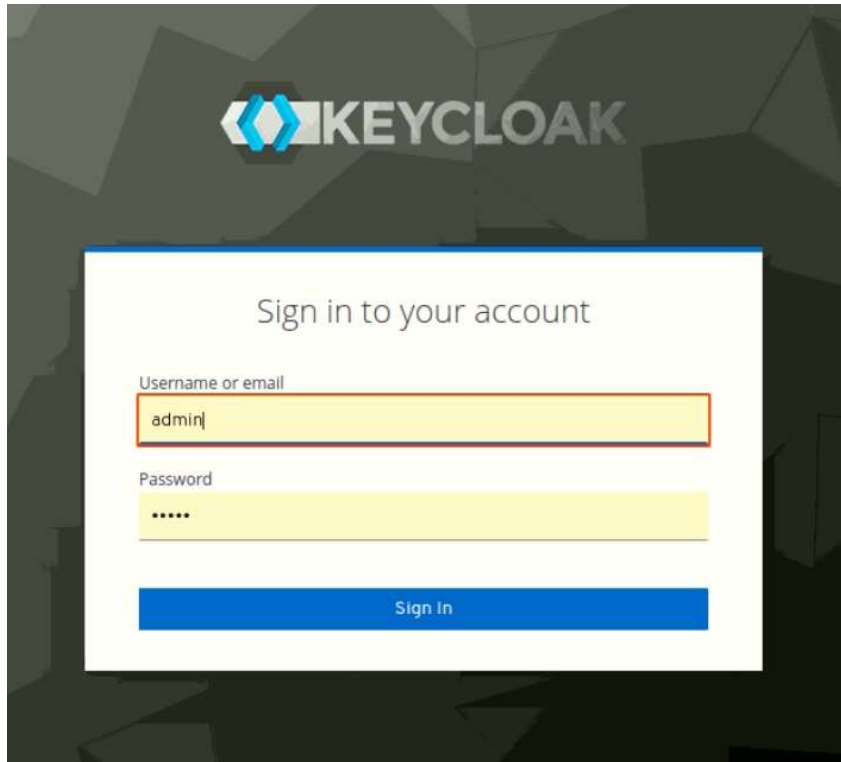 KEYCLOAK
Sign in to your account
Username or email
admin
Password
•••••
Sign In